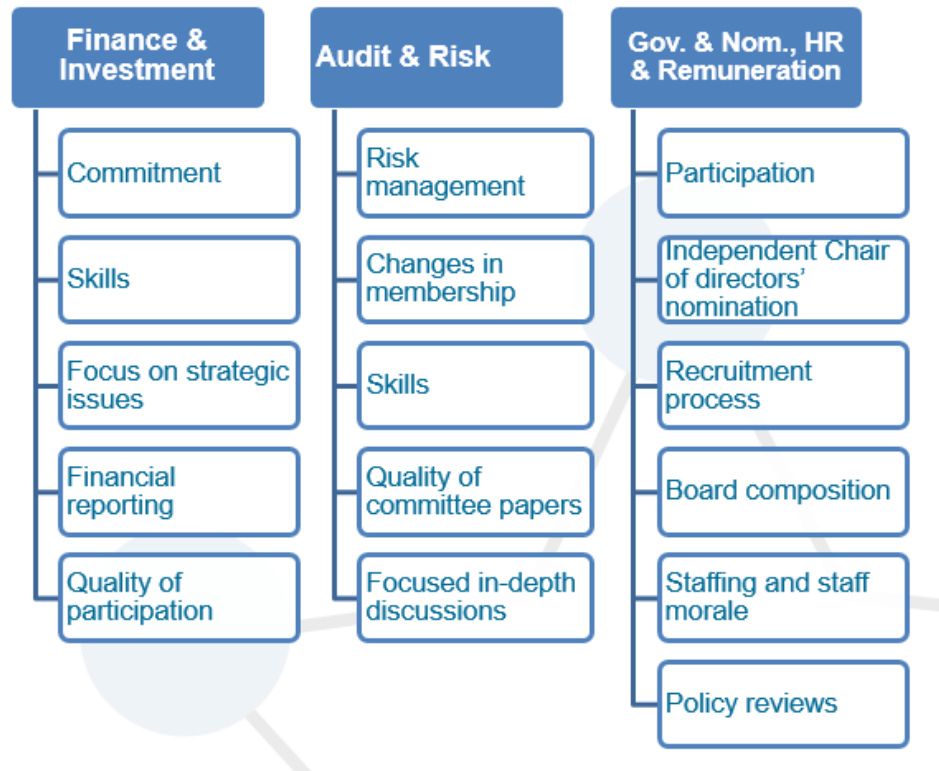 Finance &
Investment
Commitment
Skills
Focus on strategic
issues
Financial
reporting
Quality of
participation
Audit & Risk
Risk
management
Changes in
membership
Skills
Quality of
committee papers
Focused in-depth
discussions
Gov. & Nom., HR
& Remuneration
Participation
Independent Chair
of directors’
nomination
Recruitment
process
Board composition
Staffing and staff
morale
Policy reviews